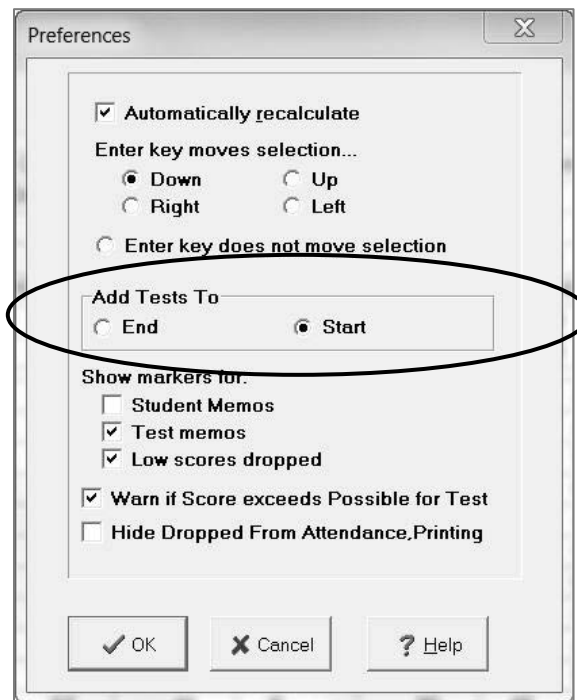 Preferences
Automatically recalculate
Enter key moves selection...
Down Up
Right Left
Enter key does not move selection
Add Tests To
End Start
Show markers for:
Student Memos
Test memos
Low scores dropped
Warn if Score exceeds Possible for Test
Hide Dropped From Attendance,Printing
OK Cancel ? Help